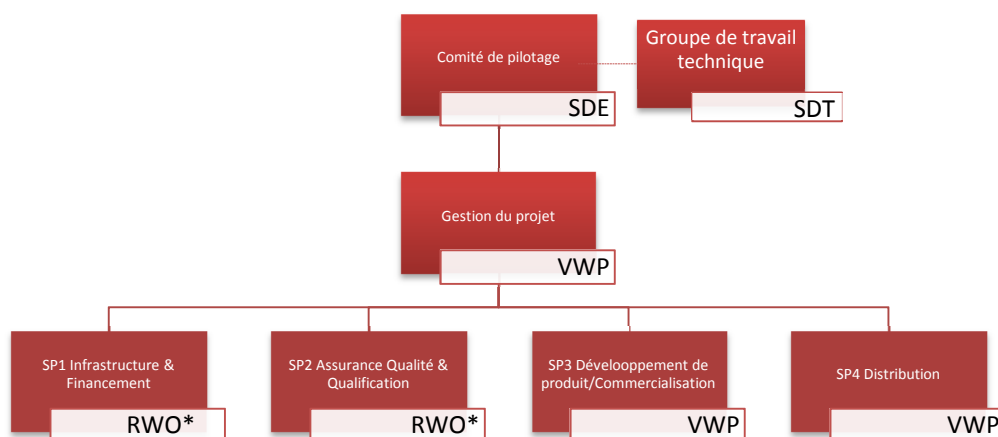 Comité de pilotage
SDE
Groupe de travail
technique
SDT
Gestion du projet
VWP
SP1 Infrastructure &
Financement
RWO*
SP2 Assurance Qualité &
Qualification
RWO*
SP3 Dévelooppement de
produit/Commercialisation
VWP
SP4 Distribution
VWP